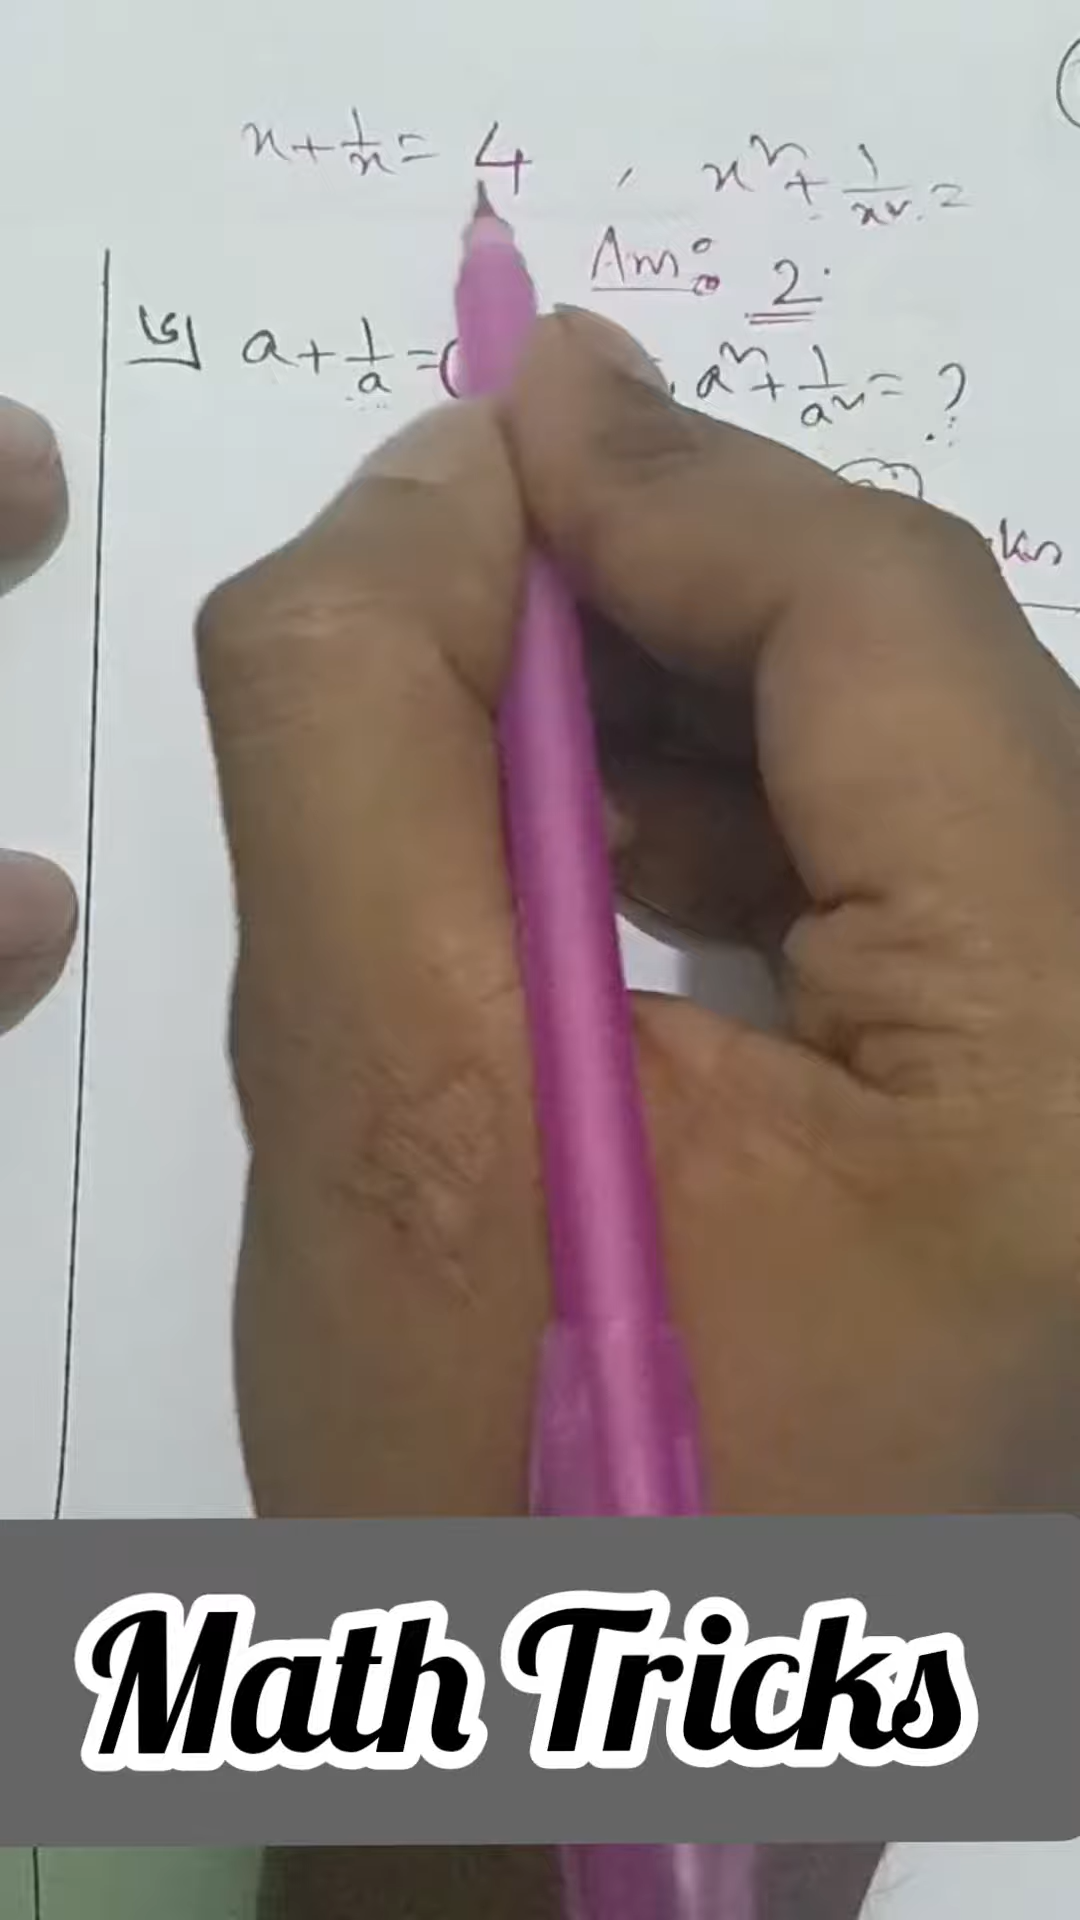 x + 1/x = 4 , x² + 1/x² =
Ans: 2
a + 1/a = a² + 1/a² = ?
Math Tricks